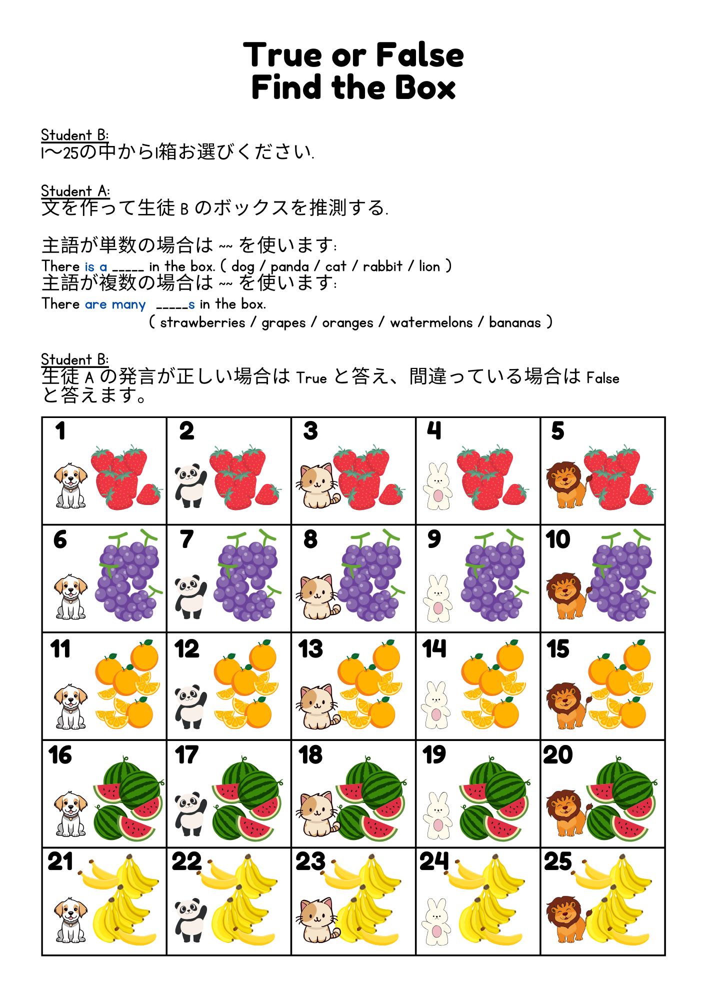 True or False
Find the Box
Student B:
1〜25の中から1箱お選びください.
Student A:
文を作って生徒 B のボックスを推測する.
主語が単数の場合は ~~ を使います:
There is a _____ in the box. ( dog / panda / cat / rabbit / lion )
主語が複数の場合は ~~ を使います:
There are many _____s in the box.
( strawberries / grapes / oranges / watermelons / bananas )
Student B:
生徒 A の発言が正しい場合は True と答え、間違っている場合は False
と答えます。
1 2 3 4 5
6 7 8 9 10
11 12 13 14 15
16 17 18 19 20
21 22 23 24 25